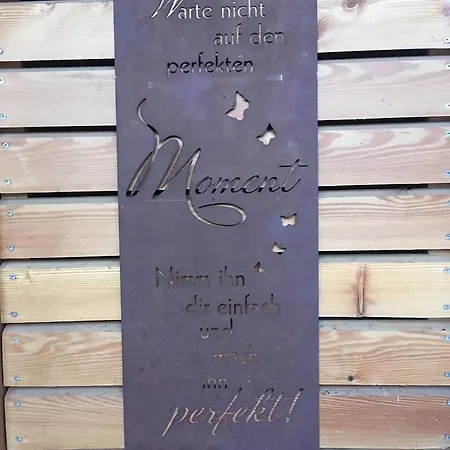 Warte nicht
auf den
perfekten
Moment
Nimm ihn
dir einfach
und
mach
ihn
perfekt!